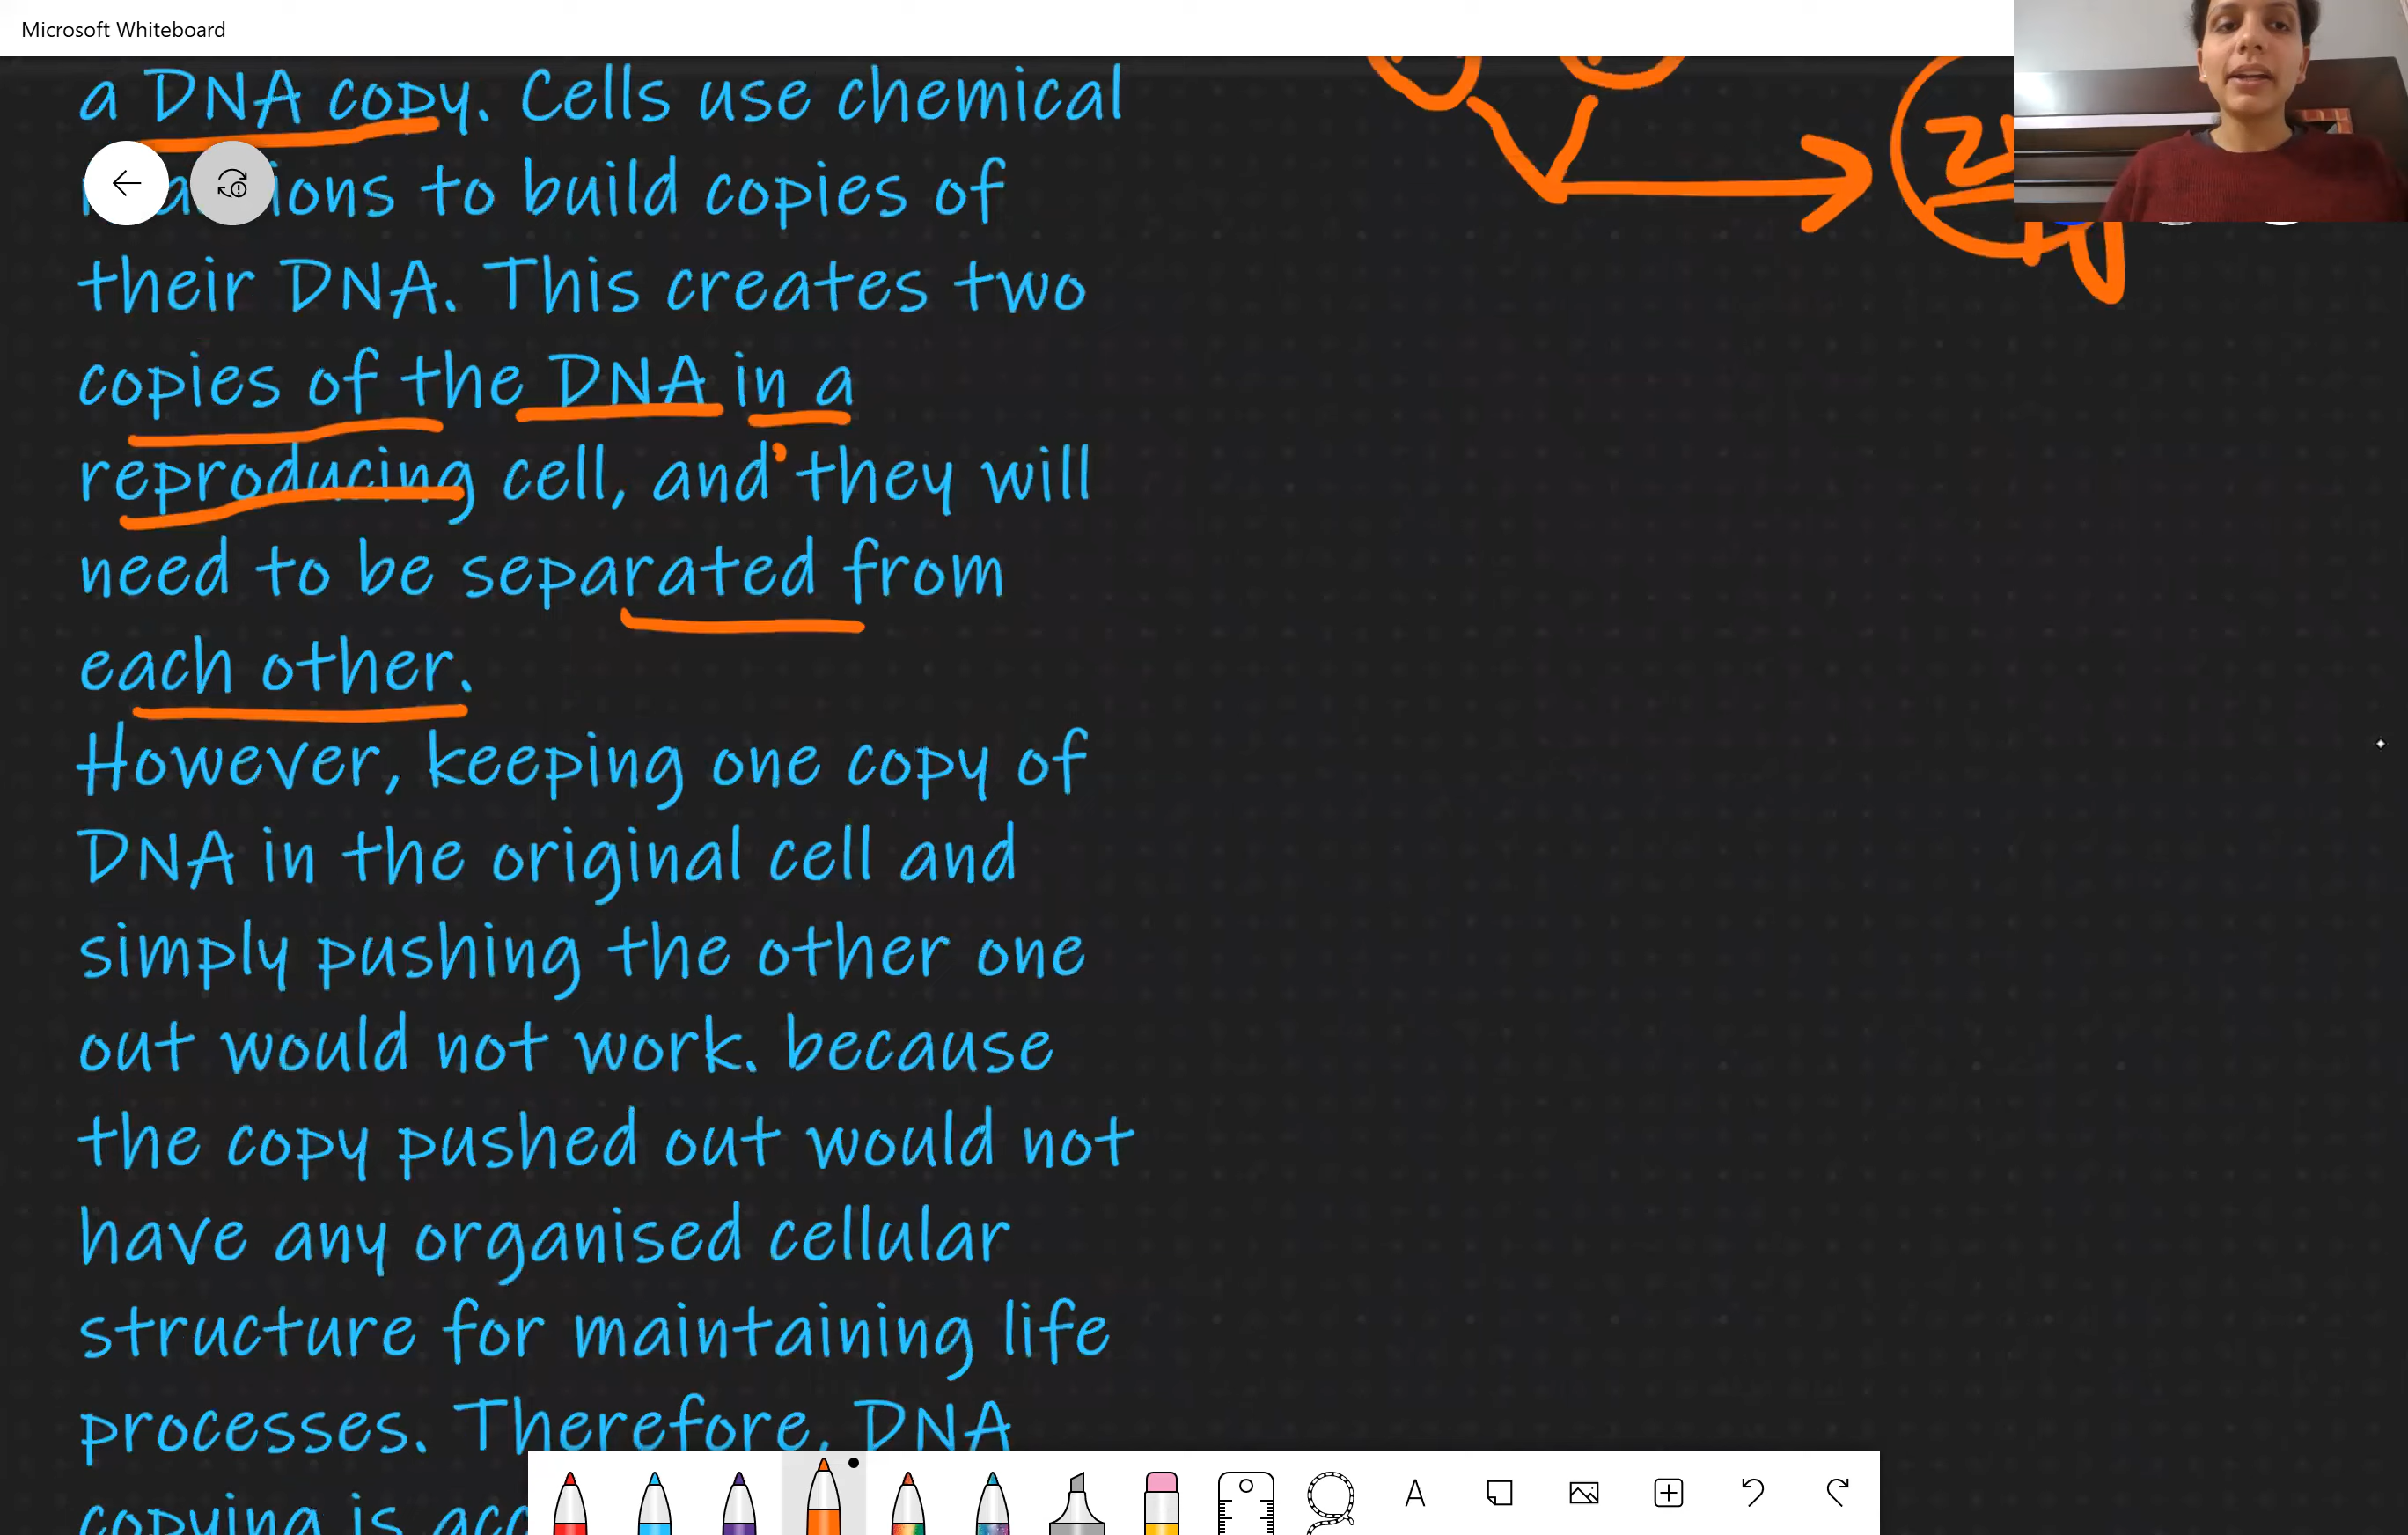 Microsoft Whiteboard
a DNA copy. Cells use chemical
to build copies of
their DNA. This creates two
copies of the DNA in a
reproducing cell, and they will
need to be separated from
each other.
However, keeping one copy of
DNA in the original cell and
simply pushing the other one
out would not work. because
the copy pushed out would not
have any organised cellular
structure for maintaining life
processes. Therefore, DNA
copying is